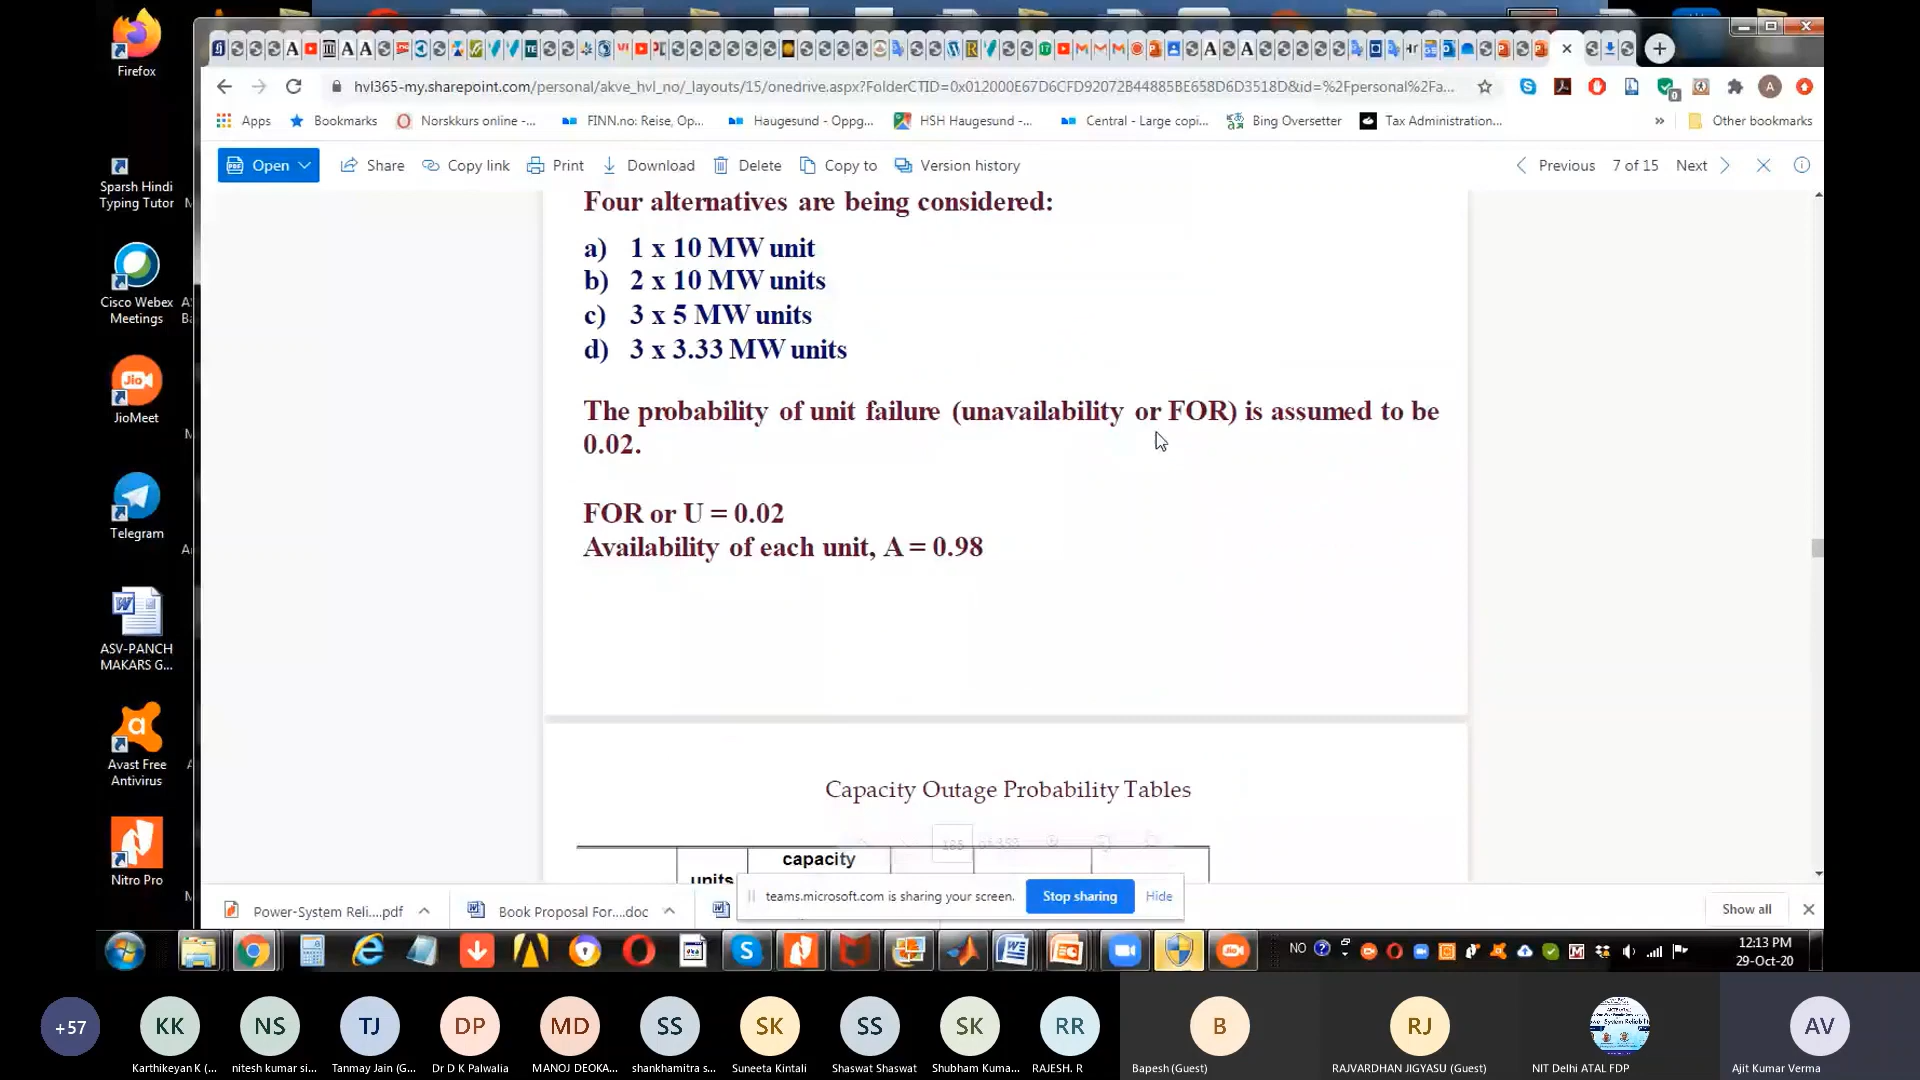 Firefox
Sparsh Hindi
Typing Tutor
Cisco Webex
Meetings
JioMeet
Telegram
ASV-PANCH
MAKARS G...
Avast Free
Antivirus
Nitro Pro
hvl365-my.sharepoint.com/personal/akve_hvl_no/_layouts/15/onedrive.aspx?FolderCTID=0x012000E67D6CFD92072B44885BE658D6D3518D&id=%2Fpersonal%2Fa...
Apps Bookmarks Norskkurs online -... FINN.no: Reise, Op... Haugesund - Oppg... HSH Haugesund -... Central - Large copi... Bing Oversetter Tax Administration... » Other bookmarks
Open Share Copy link Print Download Delete Copy to Version history Previous 7 of 15 Next
Four alternatives are being considered:
a) 1 x 10 MW unit
b) 2 x 10 MW units
c) 3 x 5 MW units
d) 3 x 3.33 MW units
The probability of unit failure (unavailability or FOR) is assumed to be
0.02.
FOR or U = 0.02
Availability of each unit, A = 0.98
Capacity Outage Probability Tables
capacity
units
teams.microsoft.com is sharing your screen. Stop sharing Hide
Power-System Reli....pdf Book Proposal For....doc Show all
NO 12:13 PM
29-Oct-20
+57 KK NS TJ DP MD SS SK SS SK RR B RJ AV
Karthikeyan K (... nitesh kumar si... Tanmay Jain (G... Dr D K Palwalia MANOJ DEOKA... shankhamitra s... Suneeta Kintali Shaswat Shaswat Shubham Kuma... RAJESH. R Bapesh (Guest) RAJVARDHAN JIGYASU (Guest) NIT Delhi ATAL FDP Ajit Kumar Verma